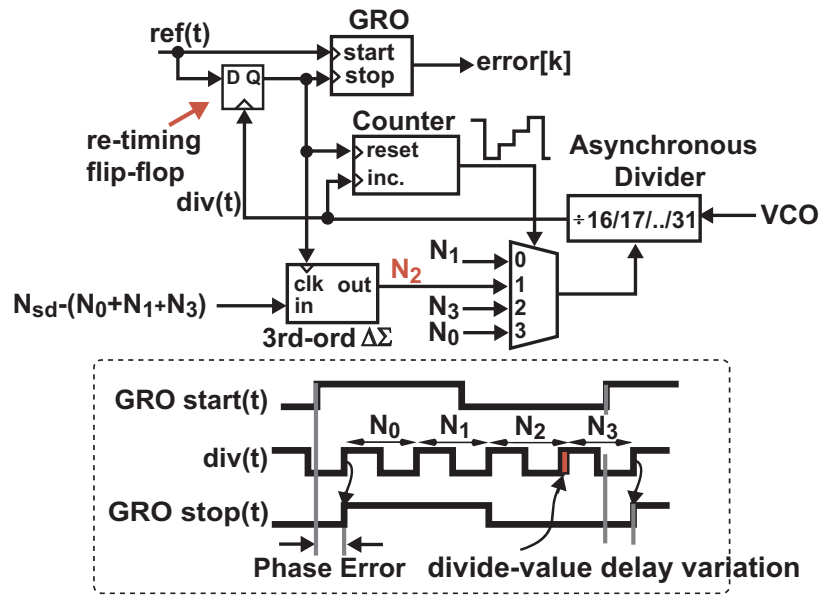 GRO
ref(t)
start
stop
error[k]
D Q
re-timing
flip-flop
Counter
reset
inc.
Asynchronous
Divider
div(t)
÷16/17/../31
VCO
N1
0
clk out
in
N2
1
Nsd-(N0+N1+N3)
N3
2
N0
3
3rd-ord ΔΣ
GRO start(t)
N0 N1 N2 N3
div(t)
GRO stop(t)
Phase Error
divide-value delay variation